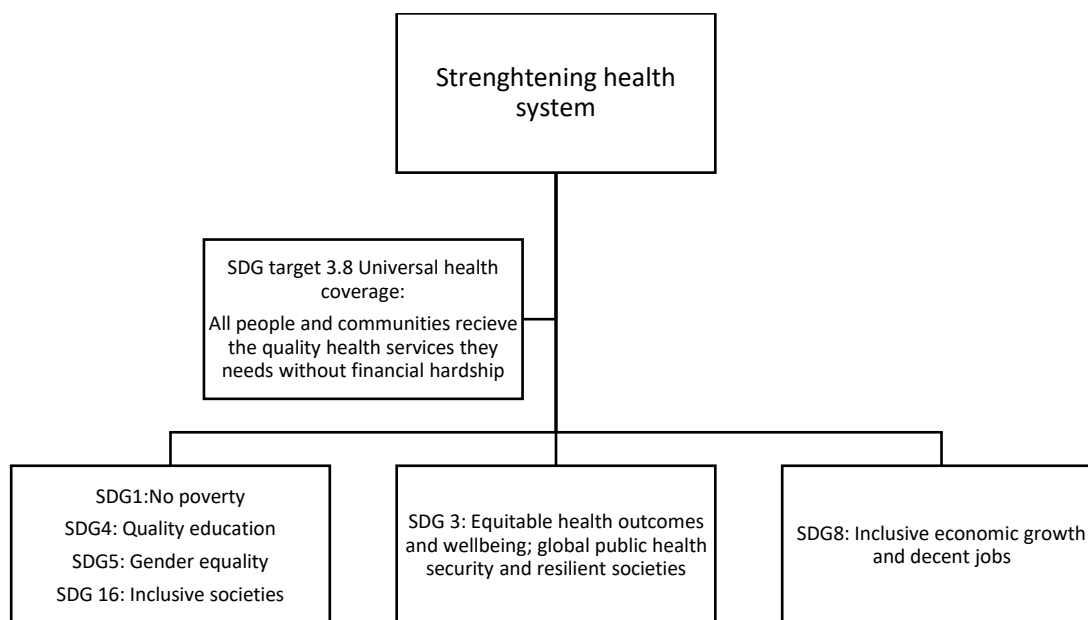 Strenghtening health
system
SDG target 3.8 Universal health
coverage:
All people and communities recieve
the quality health services they
needs without financial hardship
SDG1:No poverty
SDG4: Quality education
SDG5: Gender equality
SDG 16: Inclusive societies
SDG 3: Equitable health outcomes
and wellbeing; global public health
security and resilient societies
SDG8: Inclusive economic growth
and decent jobs